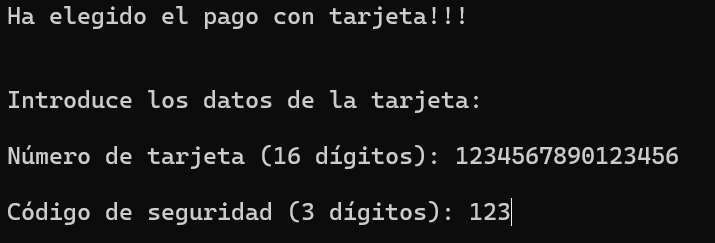 Ha elegido el pago con tarjeta!!!
Introduce los datos de la tarjeta:
Número de tarjeta (16 dígitos): 1234567890123456
Código de seguridad (3 dígitos): 123